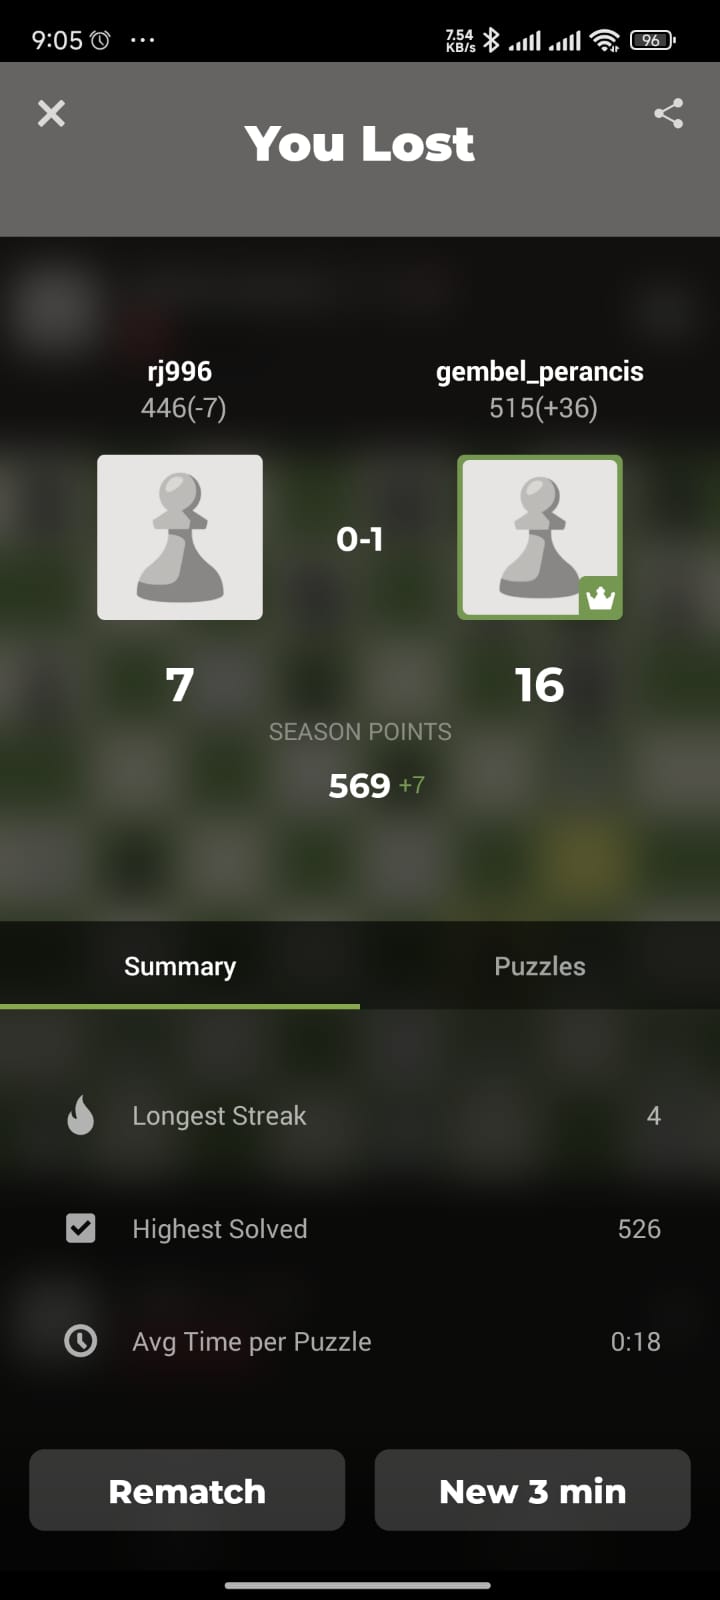 9:05 ...
7.54
KB/s
96
You Lost
rj996
446(-7)
gembel_perancis
515(+36)
0-1
7
16
SEASON POINTS
569 +7
Summary
Puzzles
Longest Streak 4
Highest Solved 526
Avg Time per Puzzle 0:18
Rematch
New 3 min